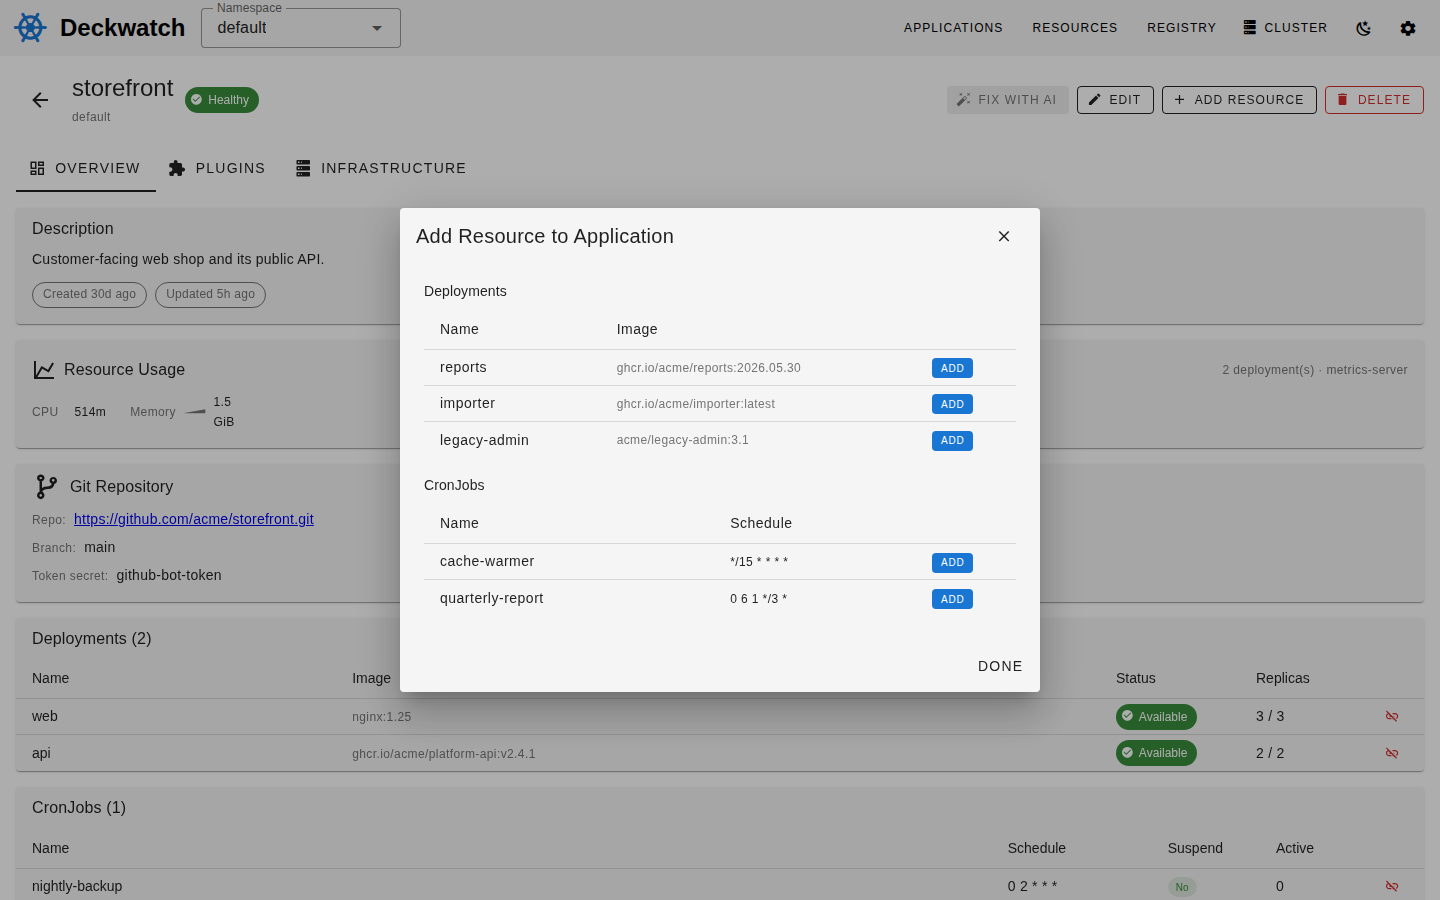 Deckwatch
Namespace
default
APPLICATIONS
RESOURCES
REGISTRY
CLUSTER
storefront
default
Healthy
FIX WITH AI
EDIT
ADD RESOURCE
DELETE
OVERVIEW
PLUGINS
INFRASTRUCTURE
Description
Customer-facing web shop and its public API.
Created 30d ago
Updated 5h ago
Resource Usage
2 deployment(s) · metrics-server
CPU 514m Memory 1.5 GiB
Git Repository
Repo: https://github.com/acme/storefront.git
Branch: main
Token secret: github-bot-token
Deployments (2)
Name Image Status Replicas
web nginx:1.25 Available 3 / 3
api ghcr.io/acme/platform-api:v2.4.1 Available 2 / 2
CronJobs (1)
Name Schedule Suspend Active
nightly-backup 0 2 * * * No 0
Add Resource to Application
Deployments
Name Image
reports ghcr.io/acme/reports:2026.05.30 ADD
importer ghcr.io/acme/importer:latest ADD
legacy-admin acme/legacy-admin:3.1 ADD
CronJobs
Name Schedule
cache-warmer */15 * * * * ADD
quarterly-report 0 6 1 */3 * ADD
DONE